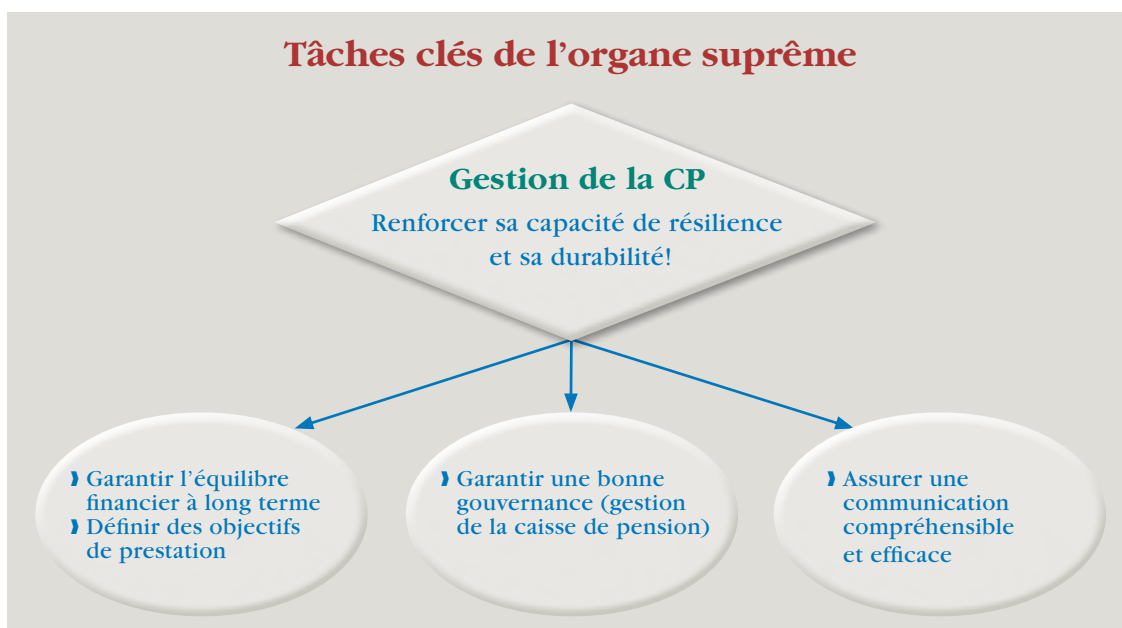 Tâches clés de l’organe suprême
Gestion de la CP
Renforcer sa capacité de résilience
et sa durabilité!
❱ Garantir l’équilibre
financier à long terme
❱ Définir des objectifs
de prestation
❱ Garantir une bonne
gouvernance (gestion
de la caisse de pension)
❱ Assurer une
communication
compréhensible
et efficace